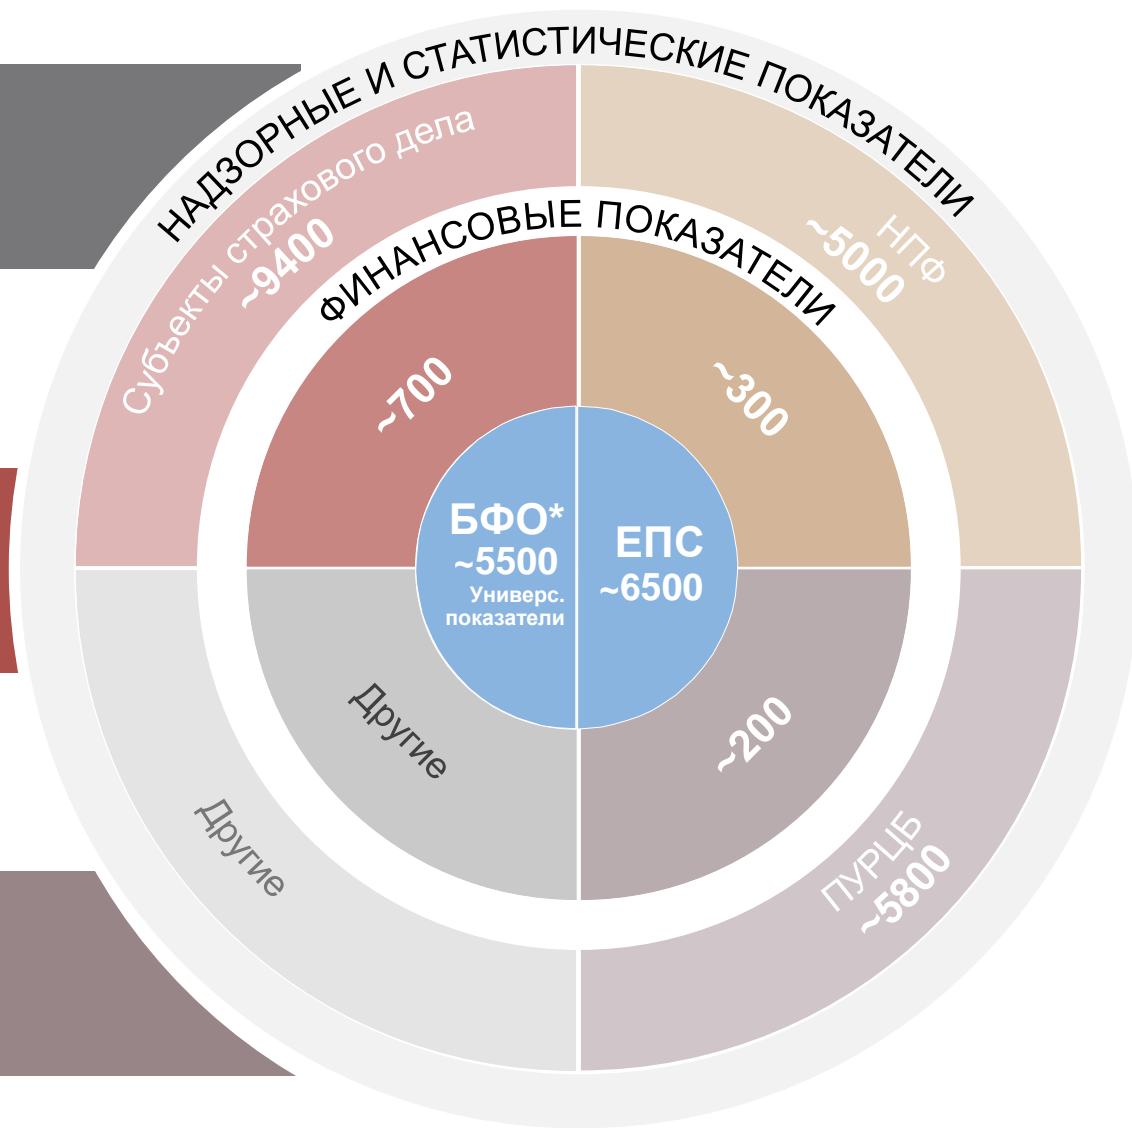 НАДЗОРНЫЕ И СТАТИСТИЧЕСКИЕ ПОКАЗАТЕЛИ
Субъекты страхового дела
~9400
НПФ
~5000
ФИНАНСОВЫЕ ПОКАЗАТЕЛИ
~700
~300
БФО*
~5500
Универс.
показатели
ЕПС
~6500
Другие
~200
Другие
ПУРЦБ
~5800